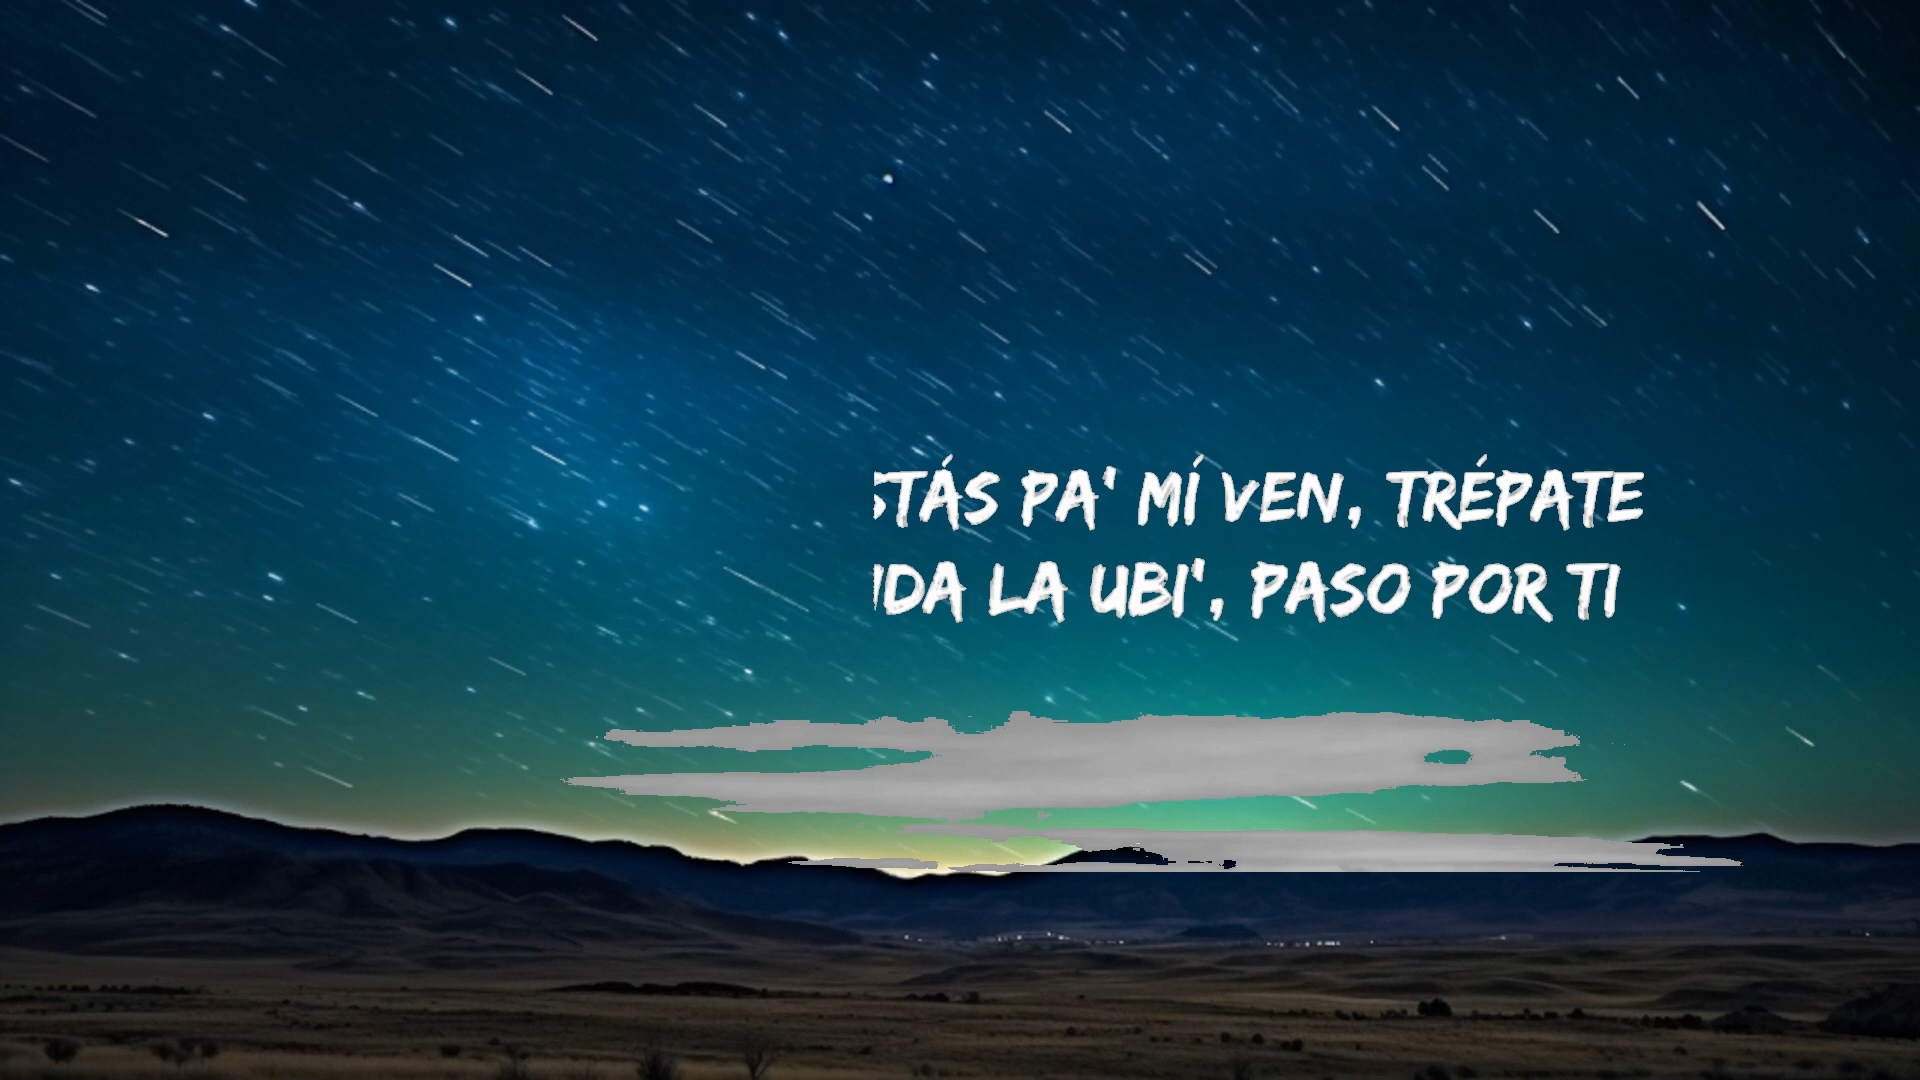 TÁS PA' MÍ VEN, TRÉPATE
DA LA UBI', PASO POR TI